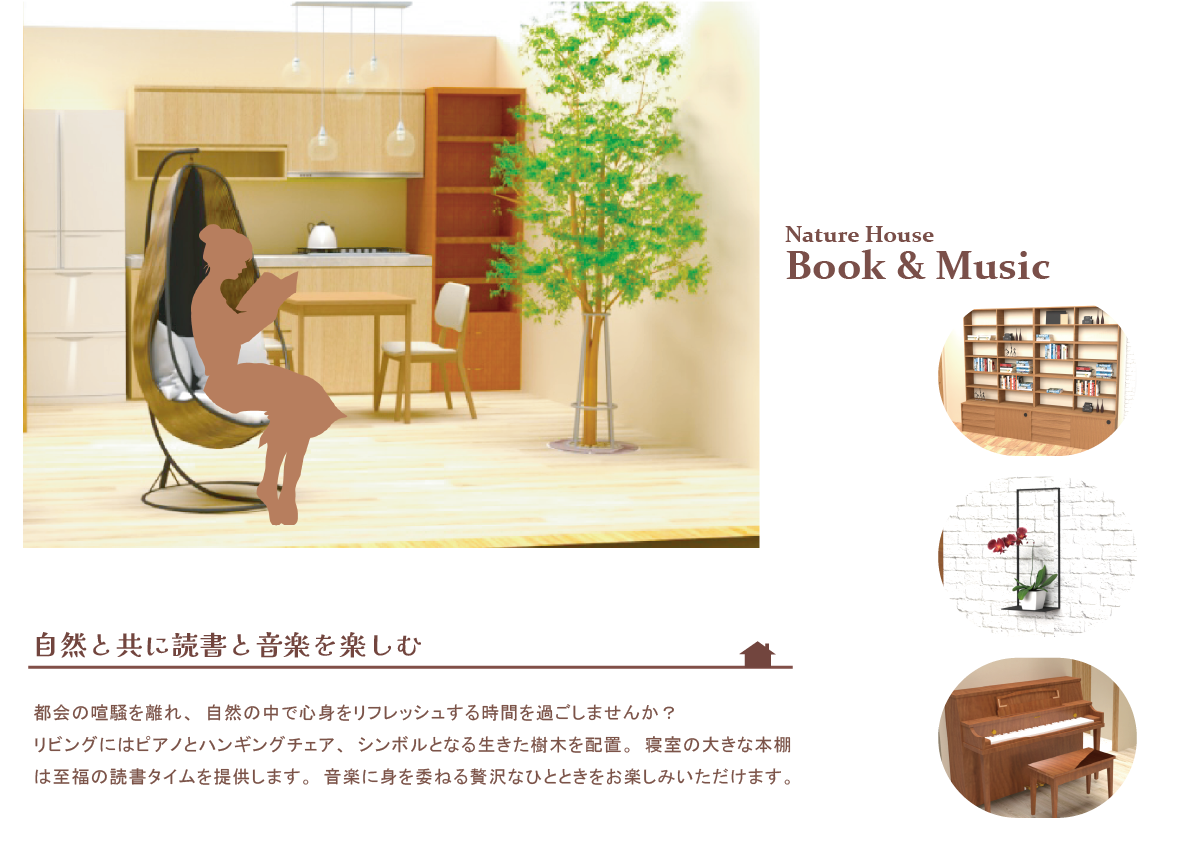 Nature House
Book & Music
自然と共に読書と音楽を楽しむ
都会の喧騒を離れ、自然の中で心身をリフレッシュする時間を過ごしませんか？
リビングにはピアノとハンギングチェア、シンボルとなる生きた樹木を配置。寝室の大きな本棚
は至福の読書タイムを提供します。音楽に身を委ねる贅沢なひとときをお楽しみいただけます。